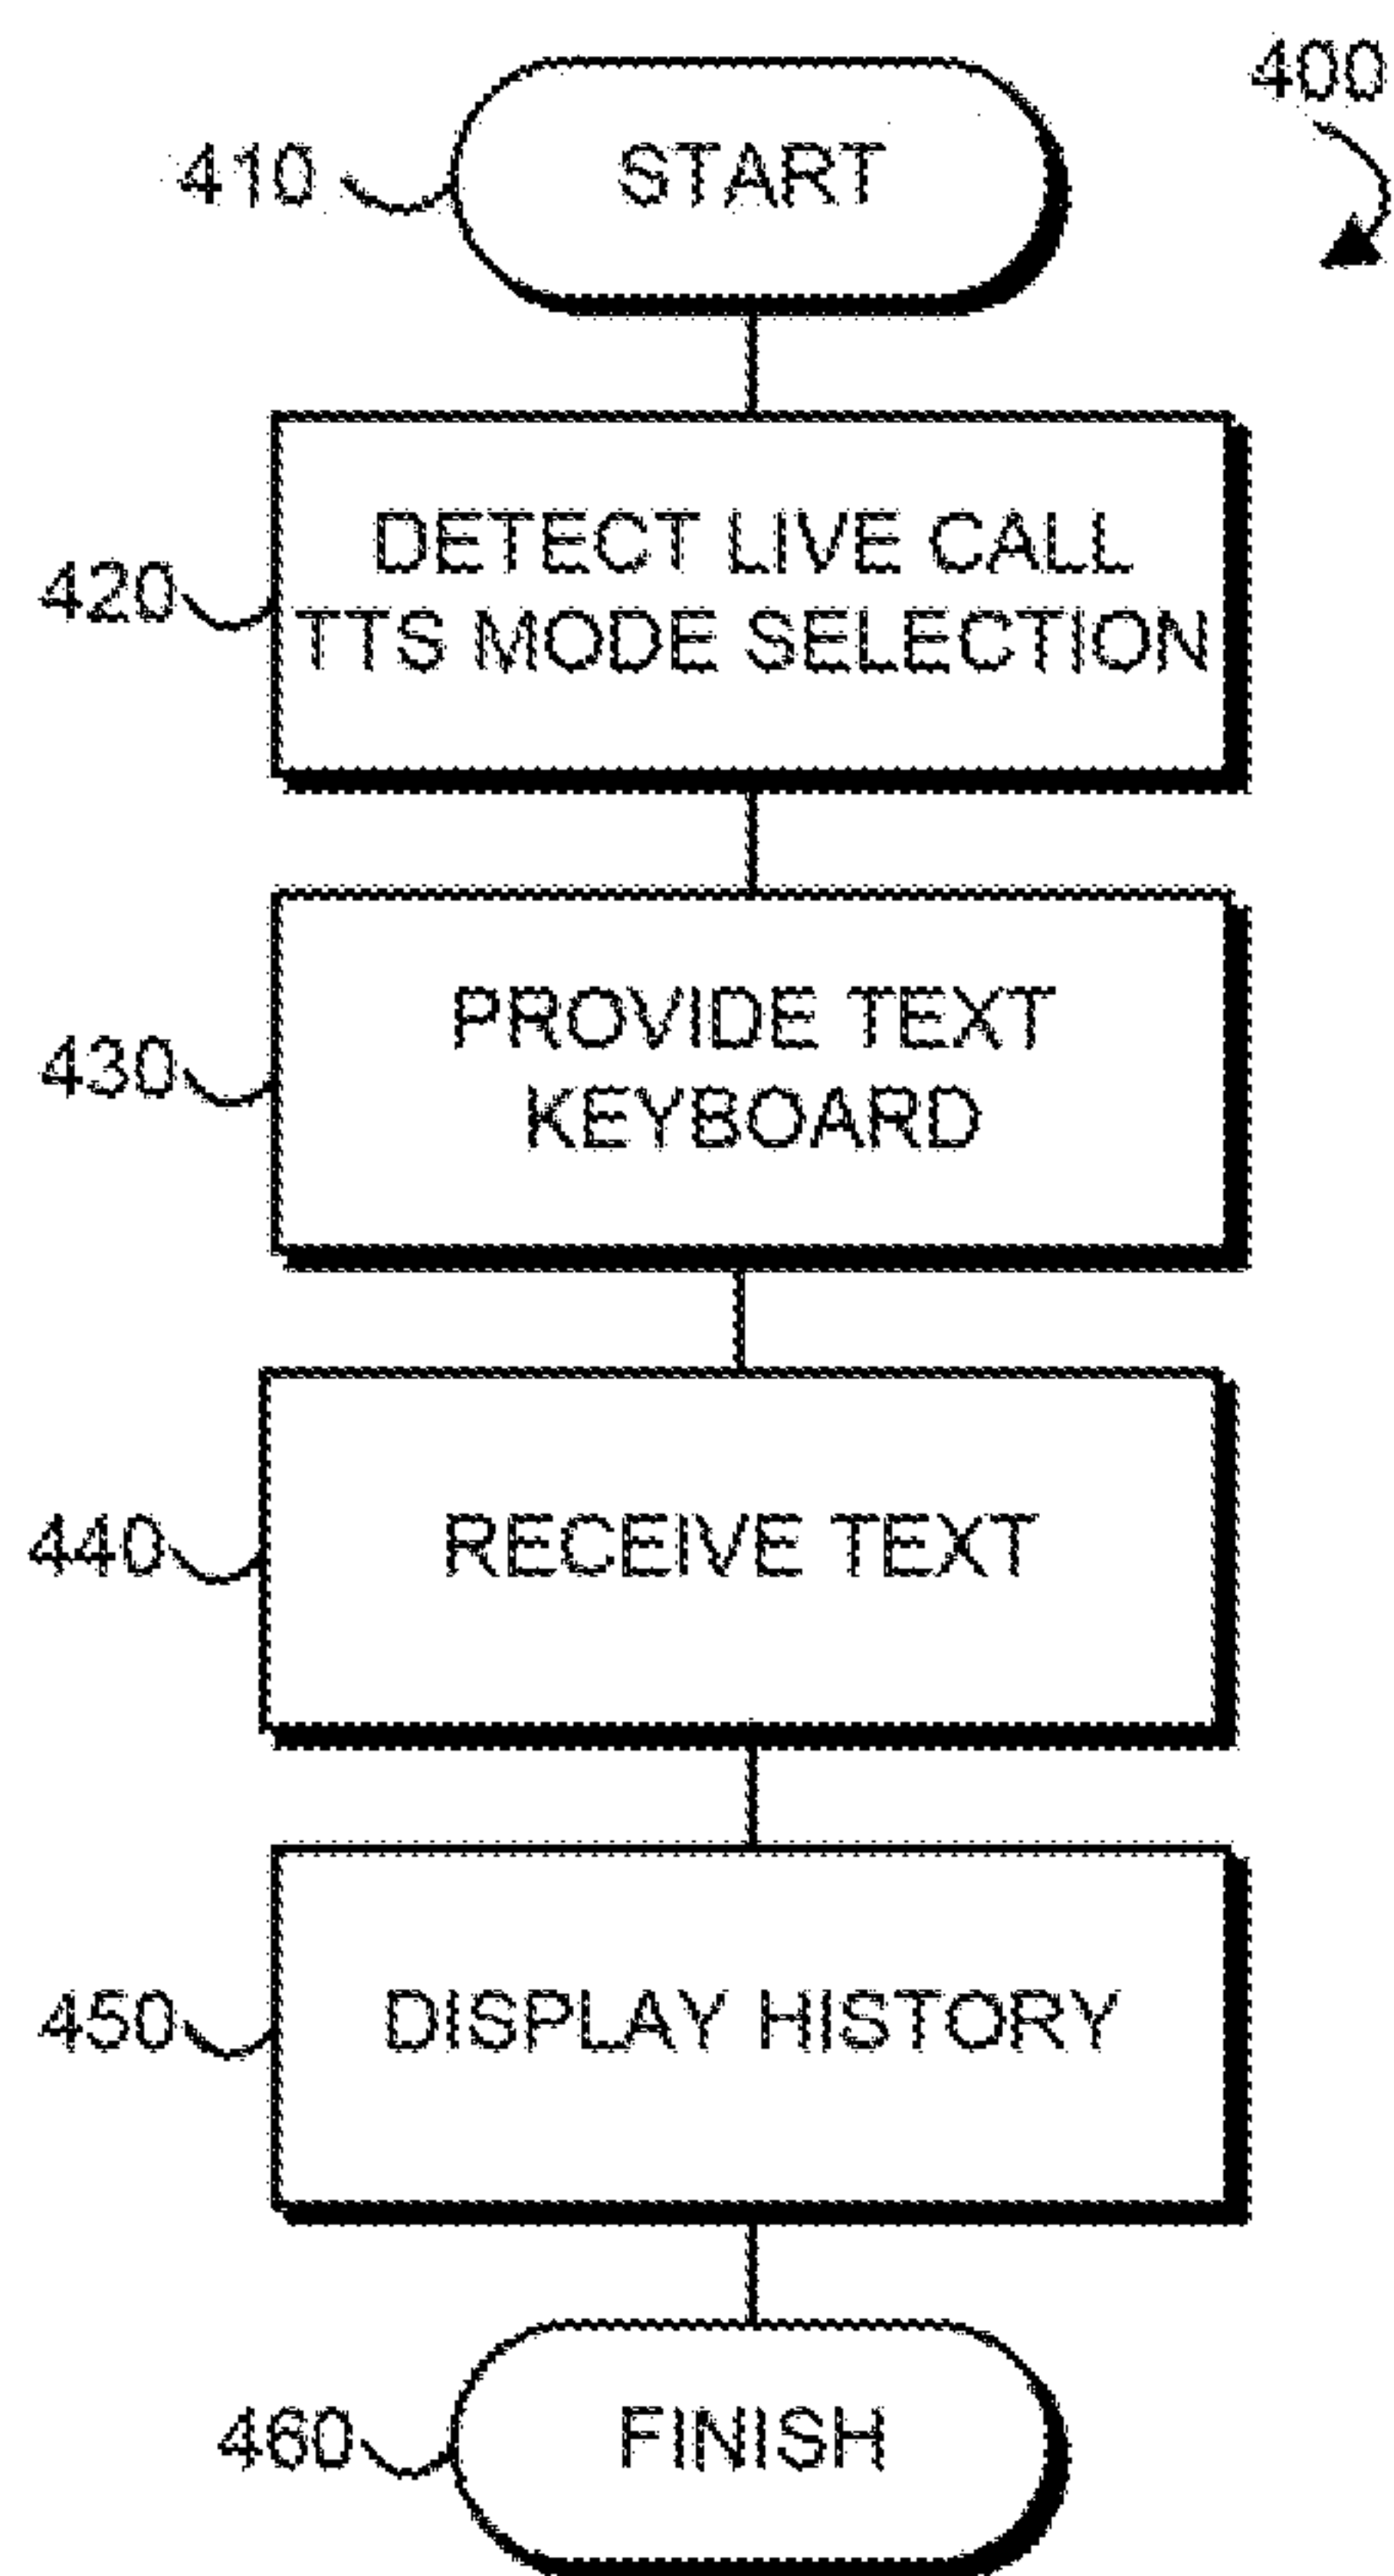 400
410
START
420
DETECT LIVE CALL
TTS MODE SELECTION
430
PROVIDE TEXT
KEYBOARD
440
RECEIVE TEXT
450
DISPLAY HISTORY
460
FINISH